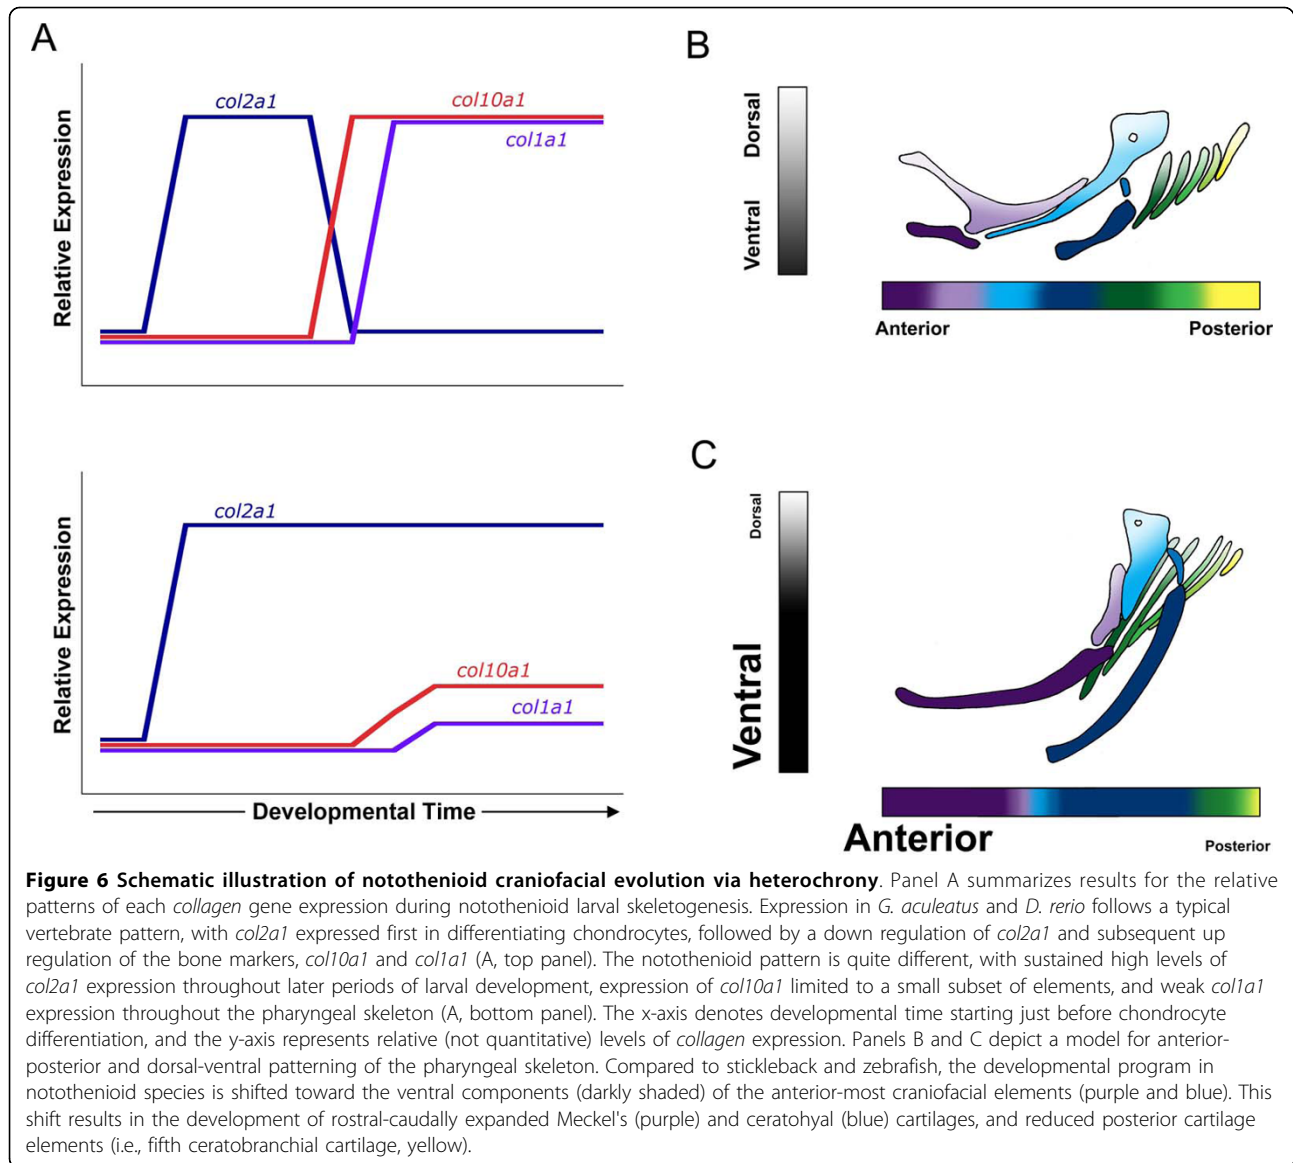 A
Relative Expression
col2a1
col10a1
col1a1
B
Dorsal
Ventral
Anterior
Posterior
Relative Expression
col2a1
col10a1
col1a1
Developmental Time
C
Dorsal
Ventral
Anterior
Posterior
Figure 6 Schematic illustration of notothenioid craniofacial evolution via heterochrony. Panel A summarizes results for the relative
patterns of each collagen gene expression during notothenioid larval skeletogenesis. Expression in G. aculeatus and D. rerio follows a typical
vertebrate pattern, with col2a1 expressed first in differentiating chondrocytes, followed by a down regulation of col2a1 and subsequent up
regulation of the bone markers, col10a1 and col1a1 (A, top panel). The notothenioid pattern is quite different, with sustained high levels of
col2a1 expression throughout later periods of larval development, expression of col10a1 limited to a small subset of elements, and weak col1a1
expression throughout the pharyngeal skeleton (A, bottom panel). The x-axis denotes developmental time starting just before chondrocyte
differentiation, and the y-axis represents relative (not quantitative) levels of collagen expression. Panels B and C depict a model for anterior-
posterior and dorsal-ventral patterning of the pharyngeal skeleton. Compared to stickleback and zebrafish, the developmental program in
notothenioid species is shifted toward the ventral components (darkly shaded) of the anterior-most craniofacial elements (purple and blue). This
shift results in the development of rostral-caudally expanded Meckel's (purple) and ceratohyal (blue) cartilages, and reduced posterior cartilage
elements (i.e., fifth ceratobranchial cartilage, yellow).